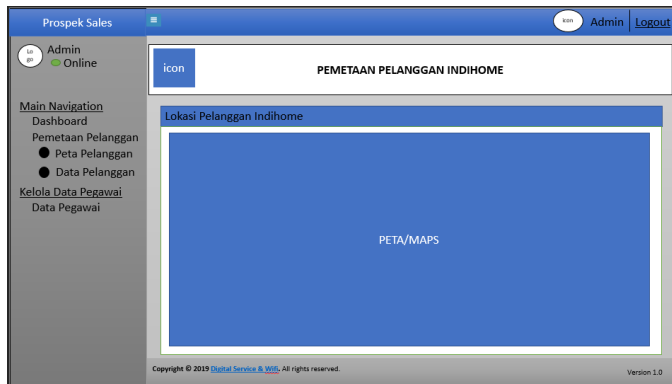 Prospek Sales
icon
Admin
Logout
Lo
go
Admin
Online
Main Navigation
Dashboard
Pemetaan Pelanggan
Peta Pelanggan
Data Pelanggan
Kelola Data Pegawai
Data Pegawai
icon
PEMETAAN PELANGGAN INDIHOME
Lokasi Pelanggan Indihome
PETA/MAPS
Copyright © 2019 Digital Service & Wifi. All rights reserved.
Version 1.0